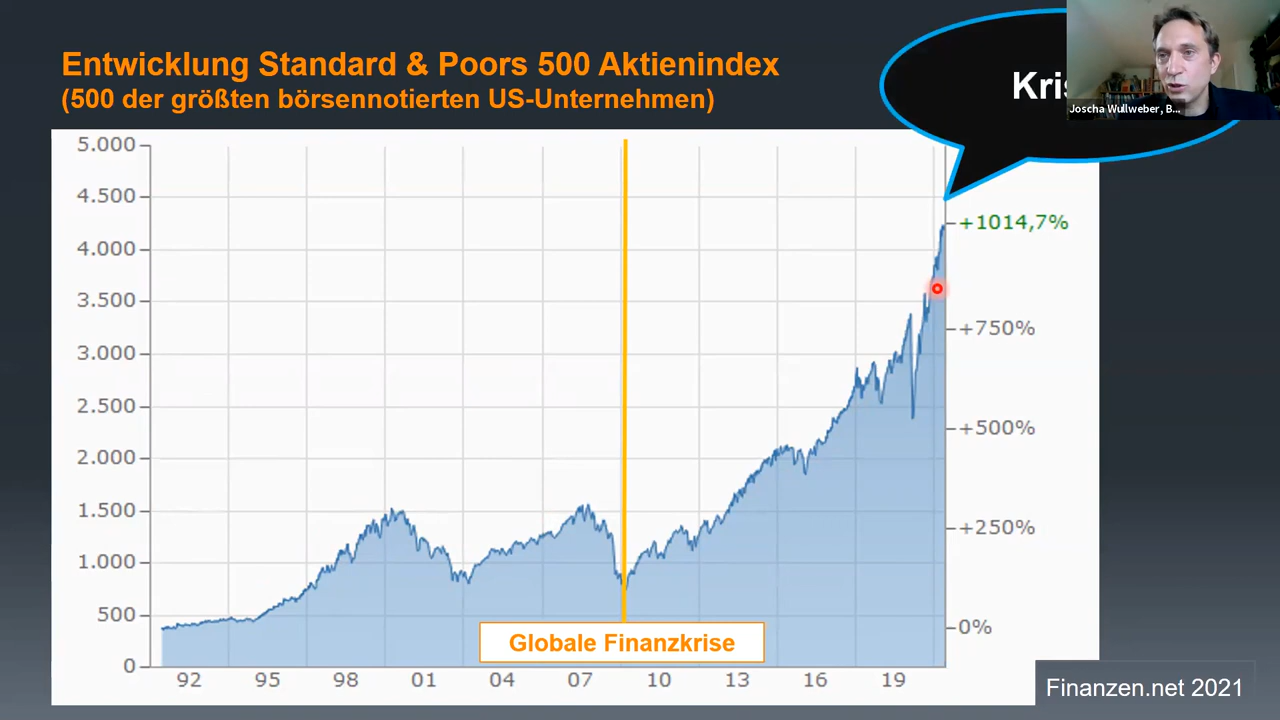 Entwicklung Standard & Poors 500 Aktienindex
(500 der größten börsennotierten US-Unternehmen)
Joscha Wullweber, B...
5.000
4.500
+1014,7%
4.000
3.500
+750%
3.000
2.500
+500%
2.000
1.500
+250%
1.000
500
+0%
Globale Finanzkrise
0
92 95 98 01 04 07 10 13 16 19
Finanzen.net 2021